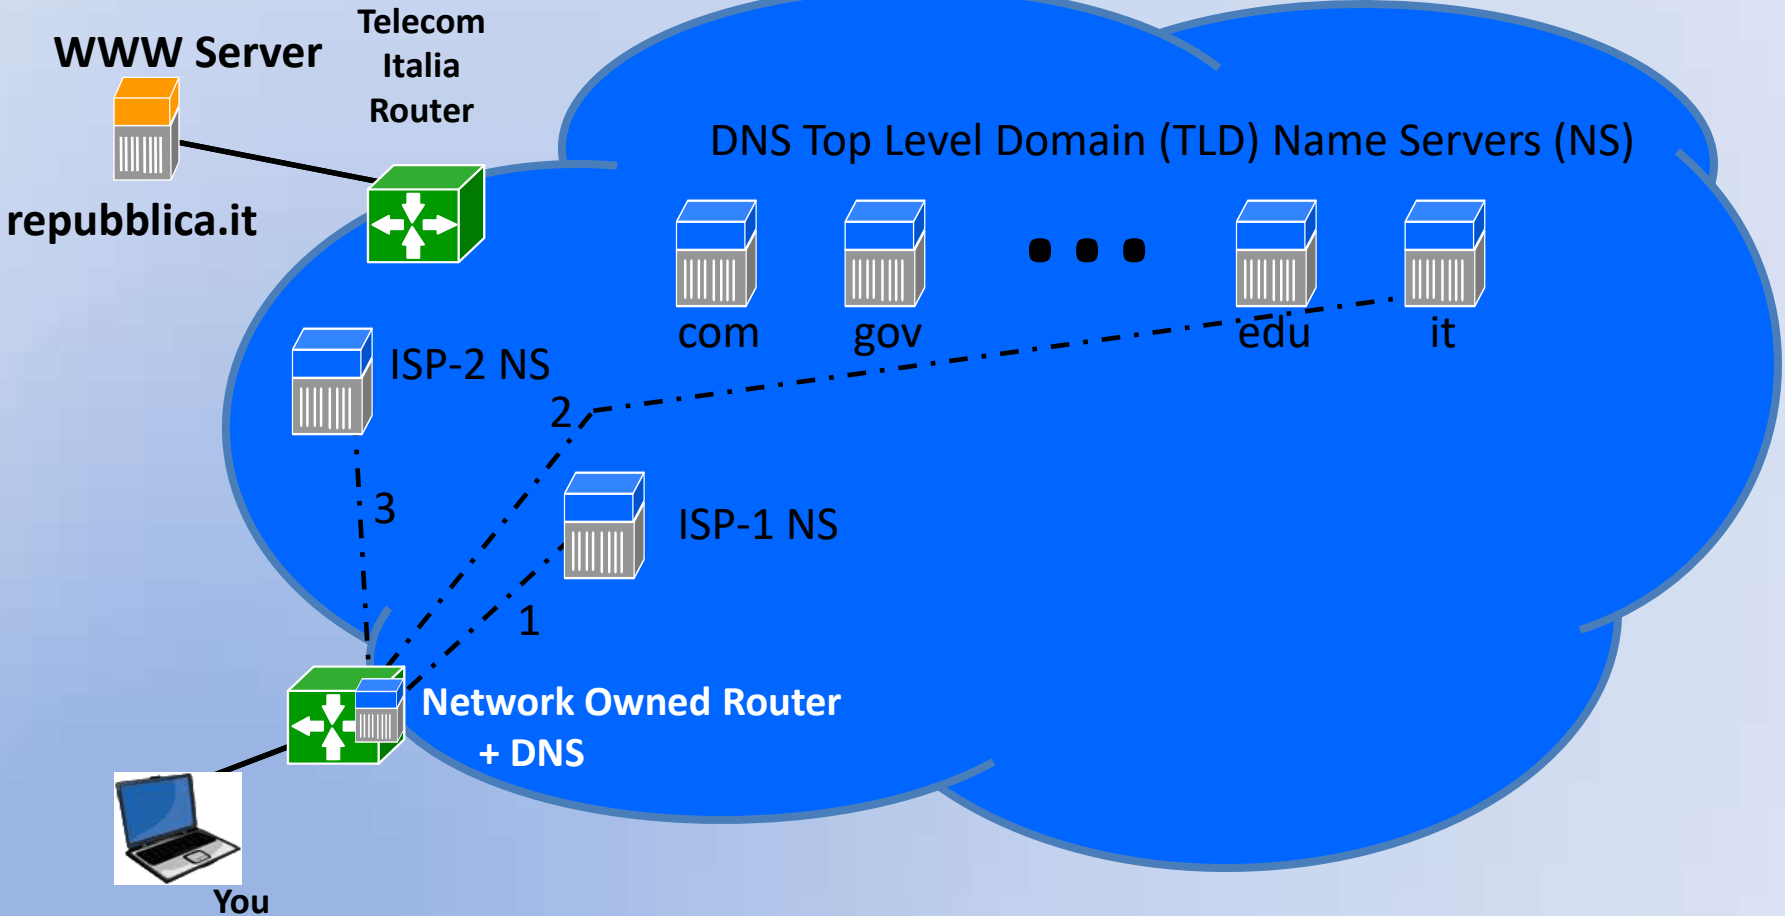 Telecom
Italia
Router
WWW Server
repubblica.it
DNS Top Level Domain (TLD) Name Servers (NS)
com
gov
edu
it
ISP-2 NS
2
3
ISP-1 NS
1
Network Owned Router
+ DNS
You